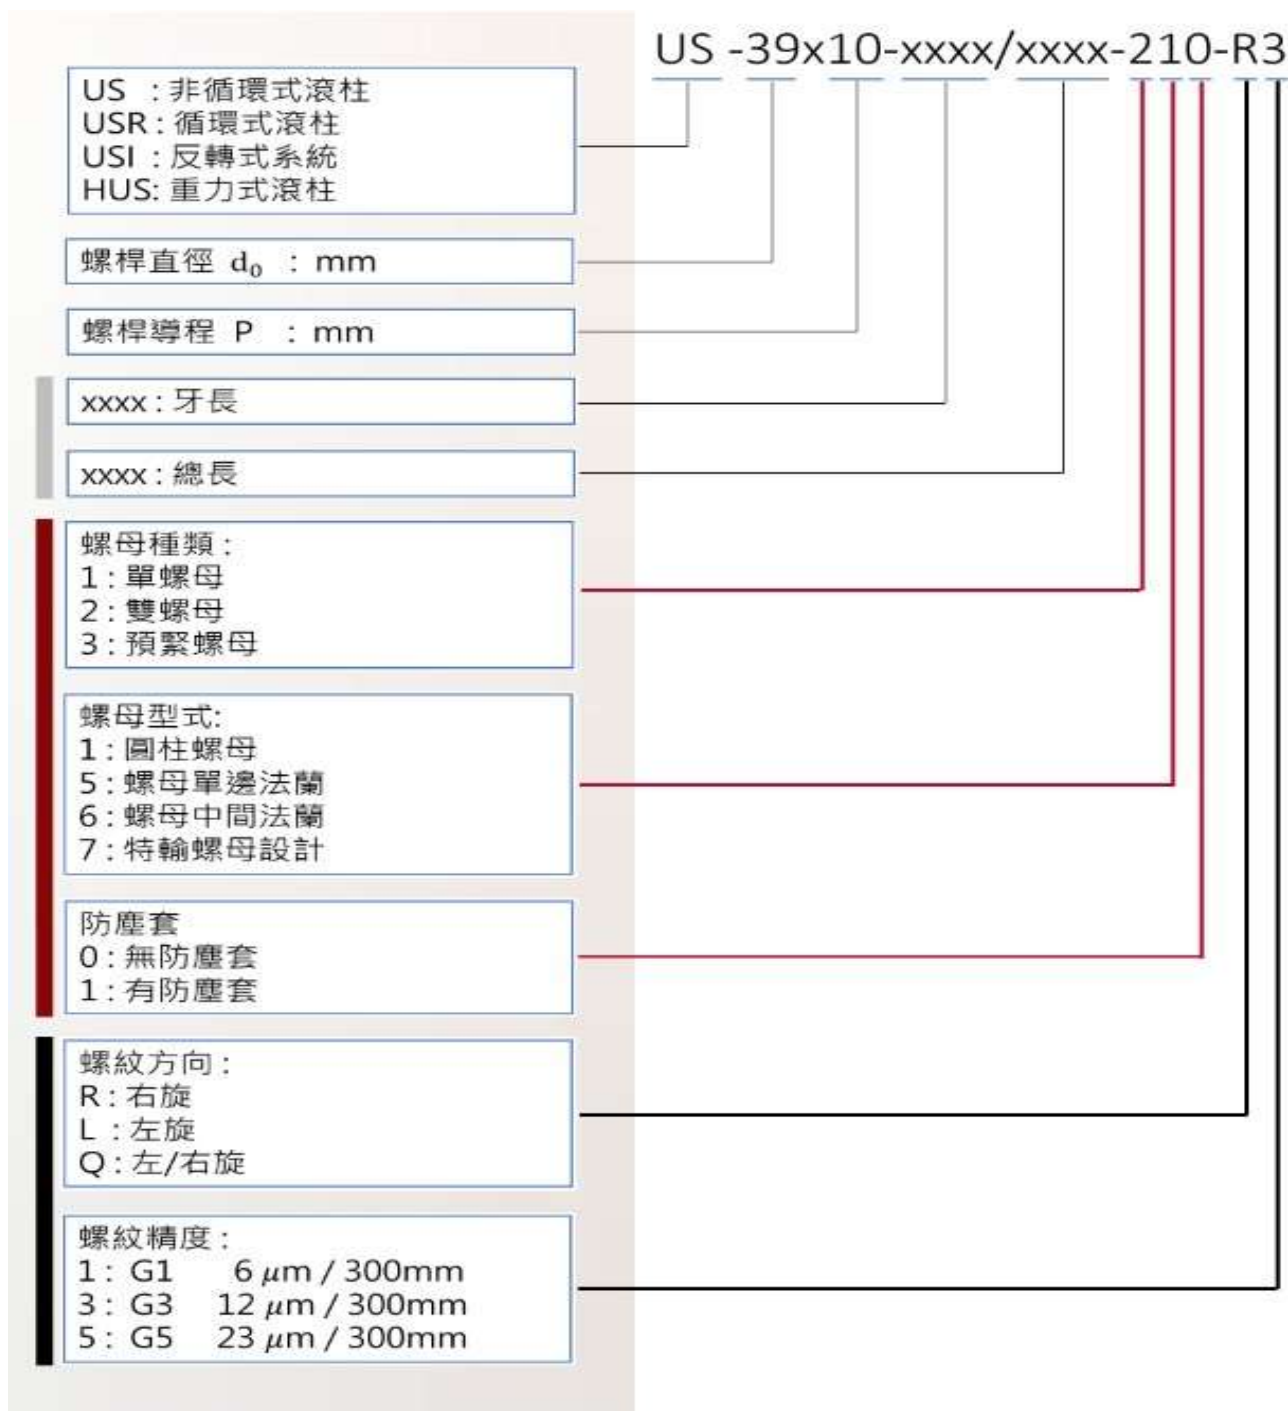 US -39x10-xxxx/xxxx-210-R3
US : 非循環式滾柱
USR : 循環式滾柱
USI : 反轉式系統
HUS: 重力式滾柱
螺桿直徑 d₀ : mm
螺桿導程 P : mm
xxxx : 牙長
xxxx : 總長
螺母種類 :
1 : 單螺母
2 : 雙螺母
3 : 預緊螺母
螺母型式:
1 : 圓柱螺母
5 : 螺母單邊法蘭
6 : 螺母中間法蘭
7 : 特輸螺母設計
防塵套
0 : 無防塵套
1 : 有防塵套
螺紋方向 :
R : 右旋
L : 左旋
Q : 左/右旋
螺紋精度 :
1 : G1 6 μm / 300mm
3 : G3 12 μm / 300mm
5 : G5 23 μm / 300mm